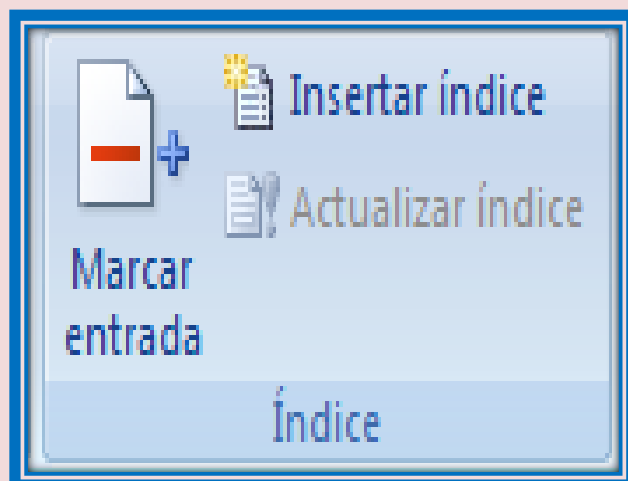 Insertar índice
Actualizar índice
Marcar
entrada
Índice